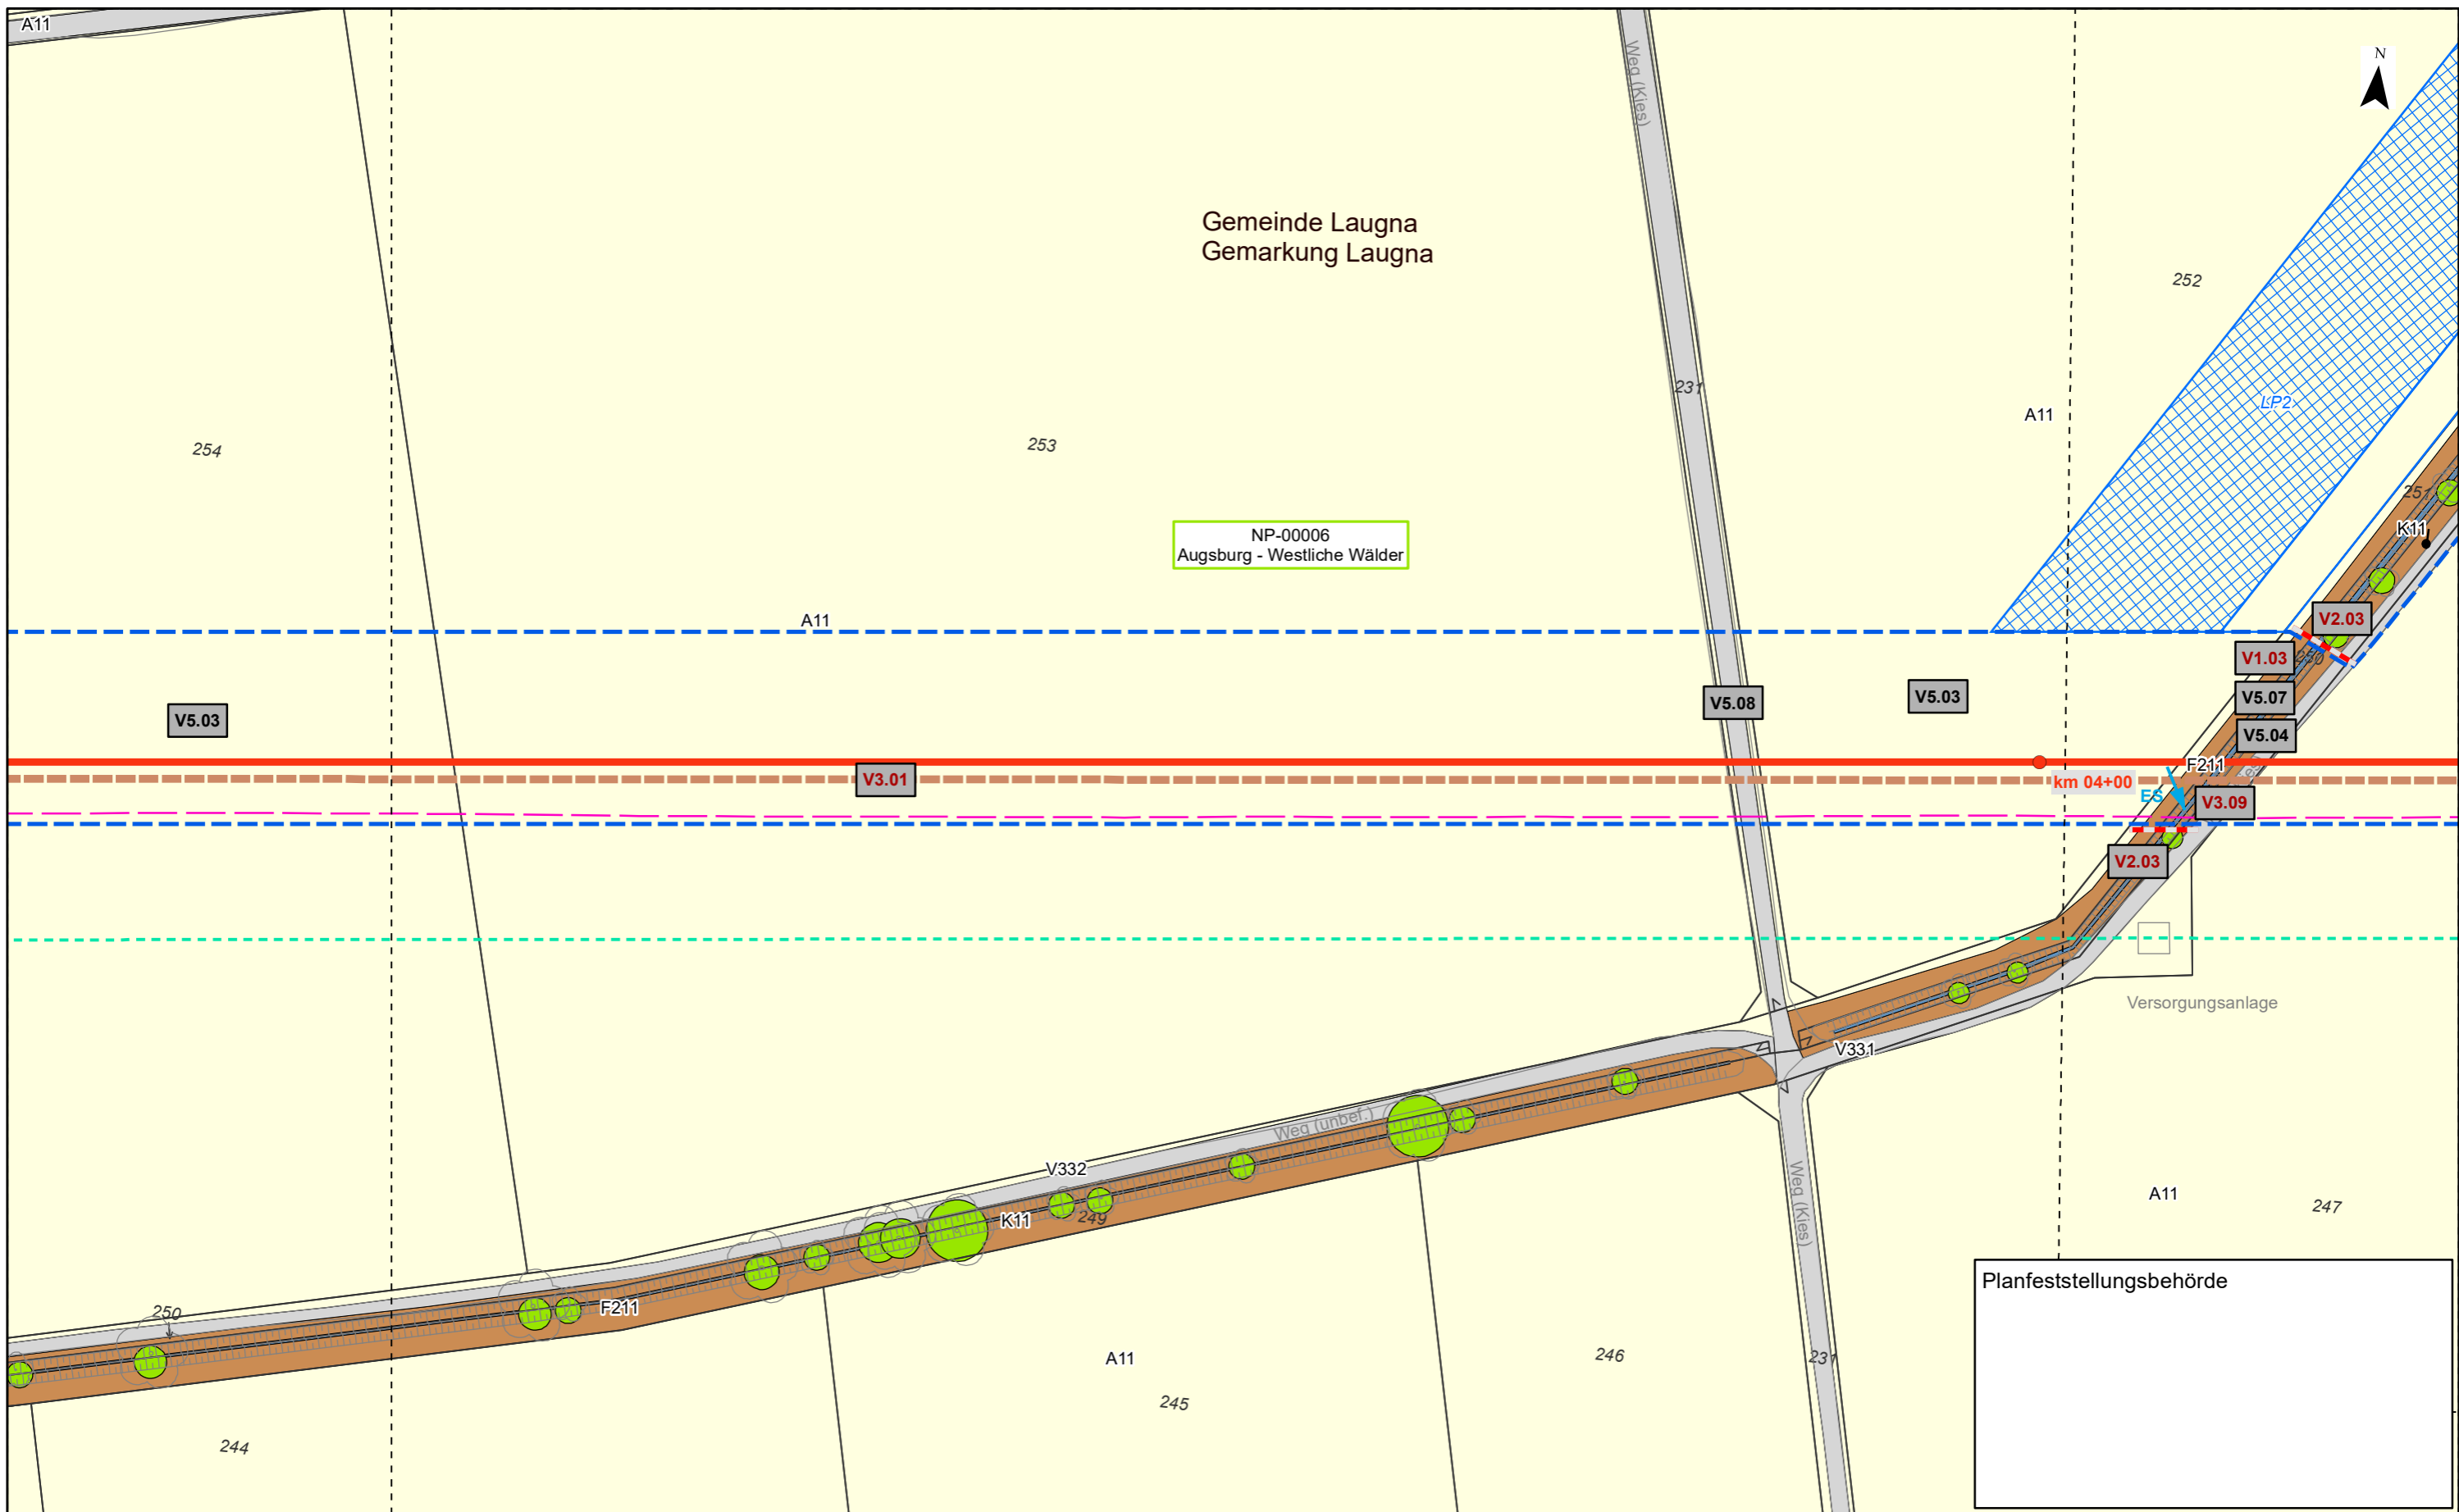 A11
N
Weg (Kies)
Gemeinde Laugna
Gemarkung Laugna
252
231
LP2
A11
254
253
251
K11
NP-00006
Augsburg - Westliche Wälder
A11
V2.03
V1.03
250
V5.03
V5.08
V5.03
V5.07
V5.04
F211
V3.01
km 04+00
ES
V3.09
V2.03
Versorgungsanlage
V331
Weg (unbef.)
V332
Weg (Kies)
K11
249
A11
247
250
F211
Planfeststellungsbehörde
A11
246
231
245
244